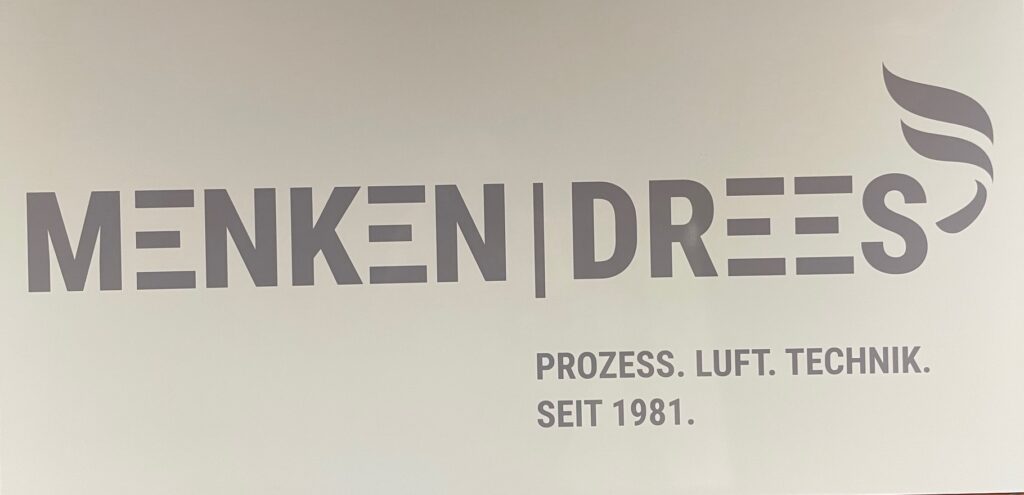 MENKEN|DREES
PROZESS. LUFT. TECHNIK.
SEIT 1981.